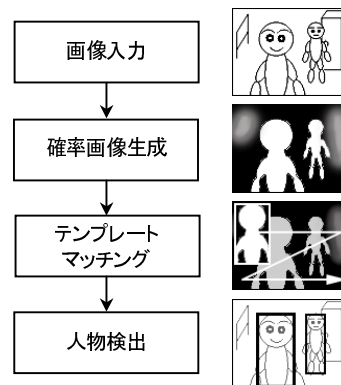 画像入力
確率画像生成
テンプレート
マッチング
人物検出